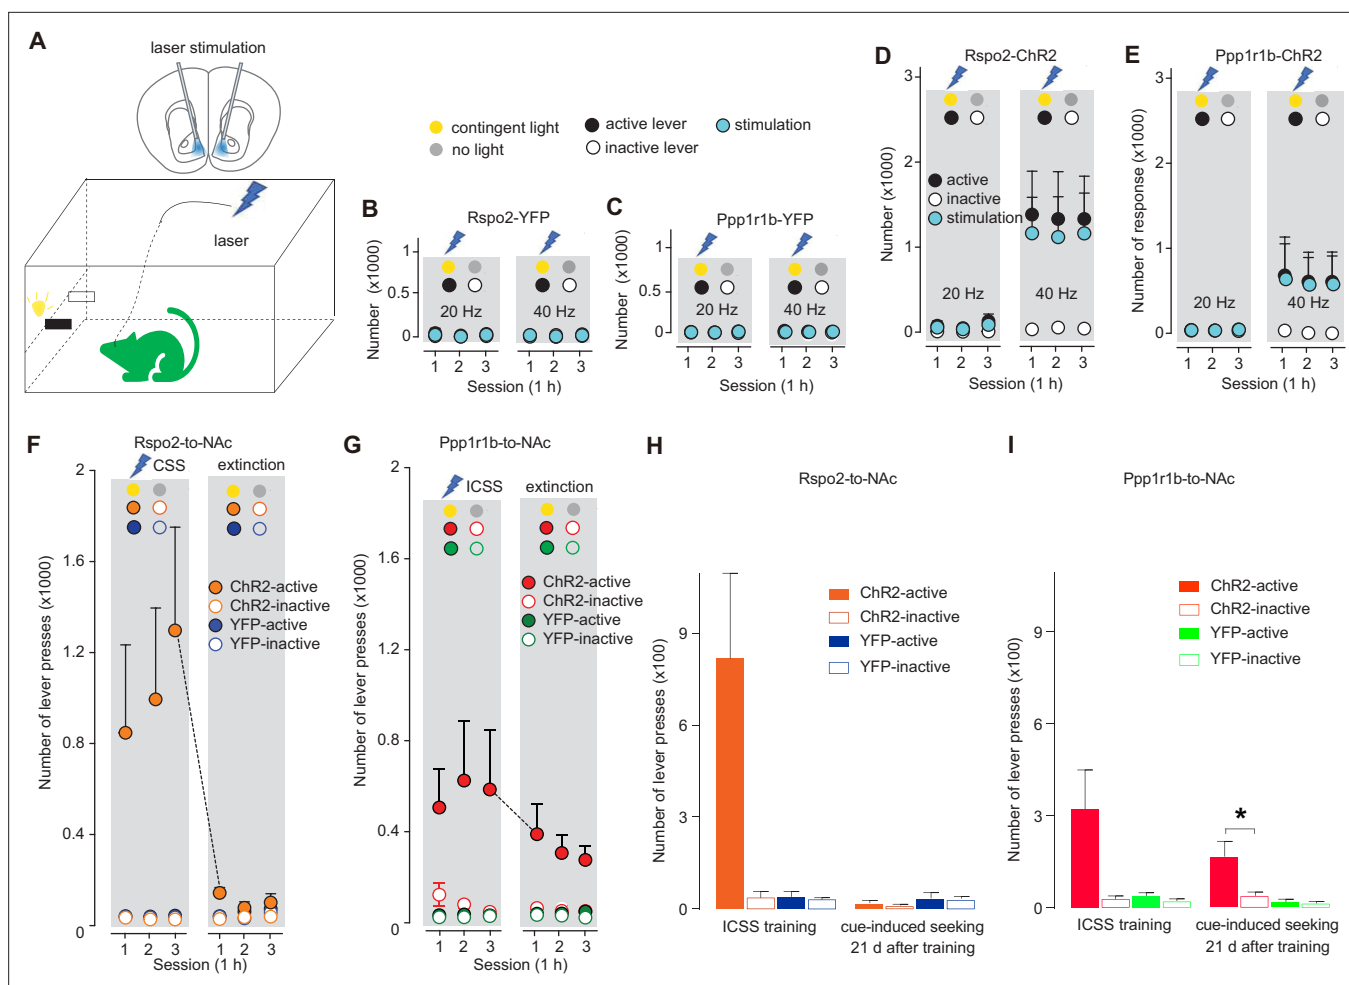 A
laser stimulation
laser
contingent light
no light
active lever
inactive lever
stimulation
B
Rspo2-YFP
Number (x1000)
1
0.5
0
20 Hz
40 Hz
1 2 3 1 2 3
Session (1 h)
C
Ppp1r1b-YFP
Number (x1000)
1
0.5
0
20 Hz
40 Hz
1 2 3 1 2 3
Session (1 h)
D
Rspo2-ChR2
Number (x1000)
3
2
1
0
active
inactive
stimulation
20 Hz
40 Hz
1 2 3 1 2 3
Session (1 h)
E
Ppp1r1b-ChR2
Number of response (x1000)
3
2
1
0
20 Hz
40 Hz
1 2 3 1 2 3
Session (1 h)
F
Rspo2-to-NAc
CSS
extinction
Number of lever presses (x1000)
2
1.6
1.2
0.8
0.4
0
ChR2-active
ChR2-inactive
YFP-active
YFP-inactive
1 2 3 1 2 3
Session (1 h)
G
Ppp1r1b-to-NAc
ICSS
extinction
Number of lever presses (x1000)
2
1.6
1.2
0.8
0.4
0
ChR2-active
ChR2-inactive
YFP-active
YFP-inactive
1 2 3 1 2 3
Session (1 h)
H
Rspo2-to-NAc
Number of lever presses (x100)
9
6
3
0
ChR2-active
ChR2-inactive
YFP-active
YFP-inactive
ICSS training
cue-induced seeking
21 d after training
I
Ppp1r1b-to-NAc
Number of lever presses (x100)
9
6
3
0
ChR2-active
ChR2-inactive
YFP-active
YFP-inactive
*
ICSS training
cue-induced seeking
21 d after training